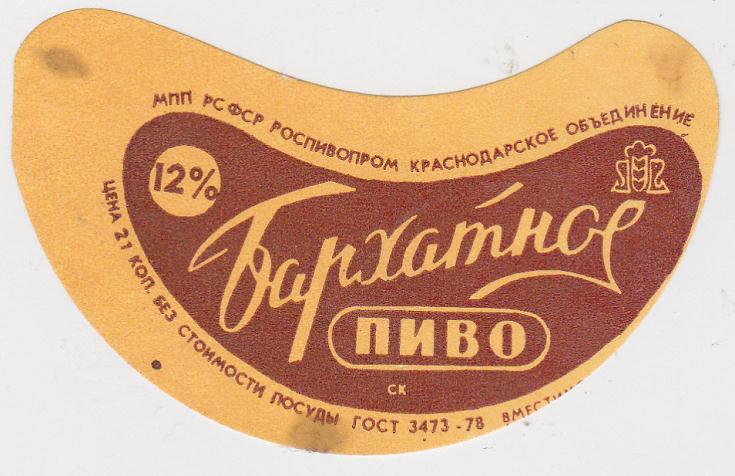 МПП РСФСР РОСПИВОПРОМ КРАСНОДАРСКОЕ ОБЪЕДИНЕНИЕ
12%
Бархатное
ПИВО
СК
ЦЕНА 21 КОП. БЕЗ СТОИМОСТИ ПОСУДЫ ГОСТ 3473-78